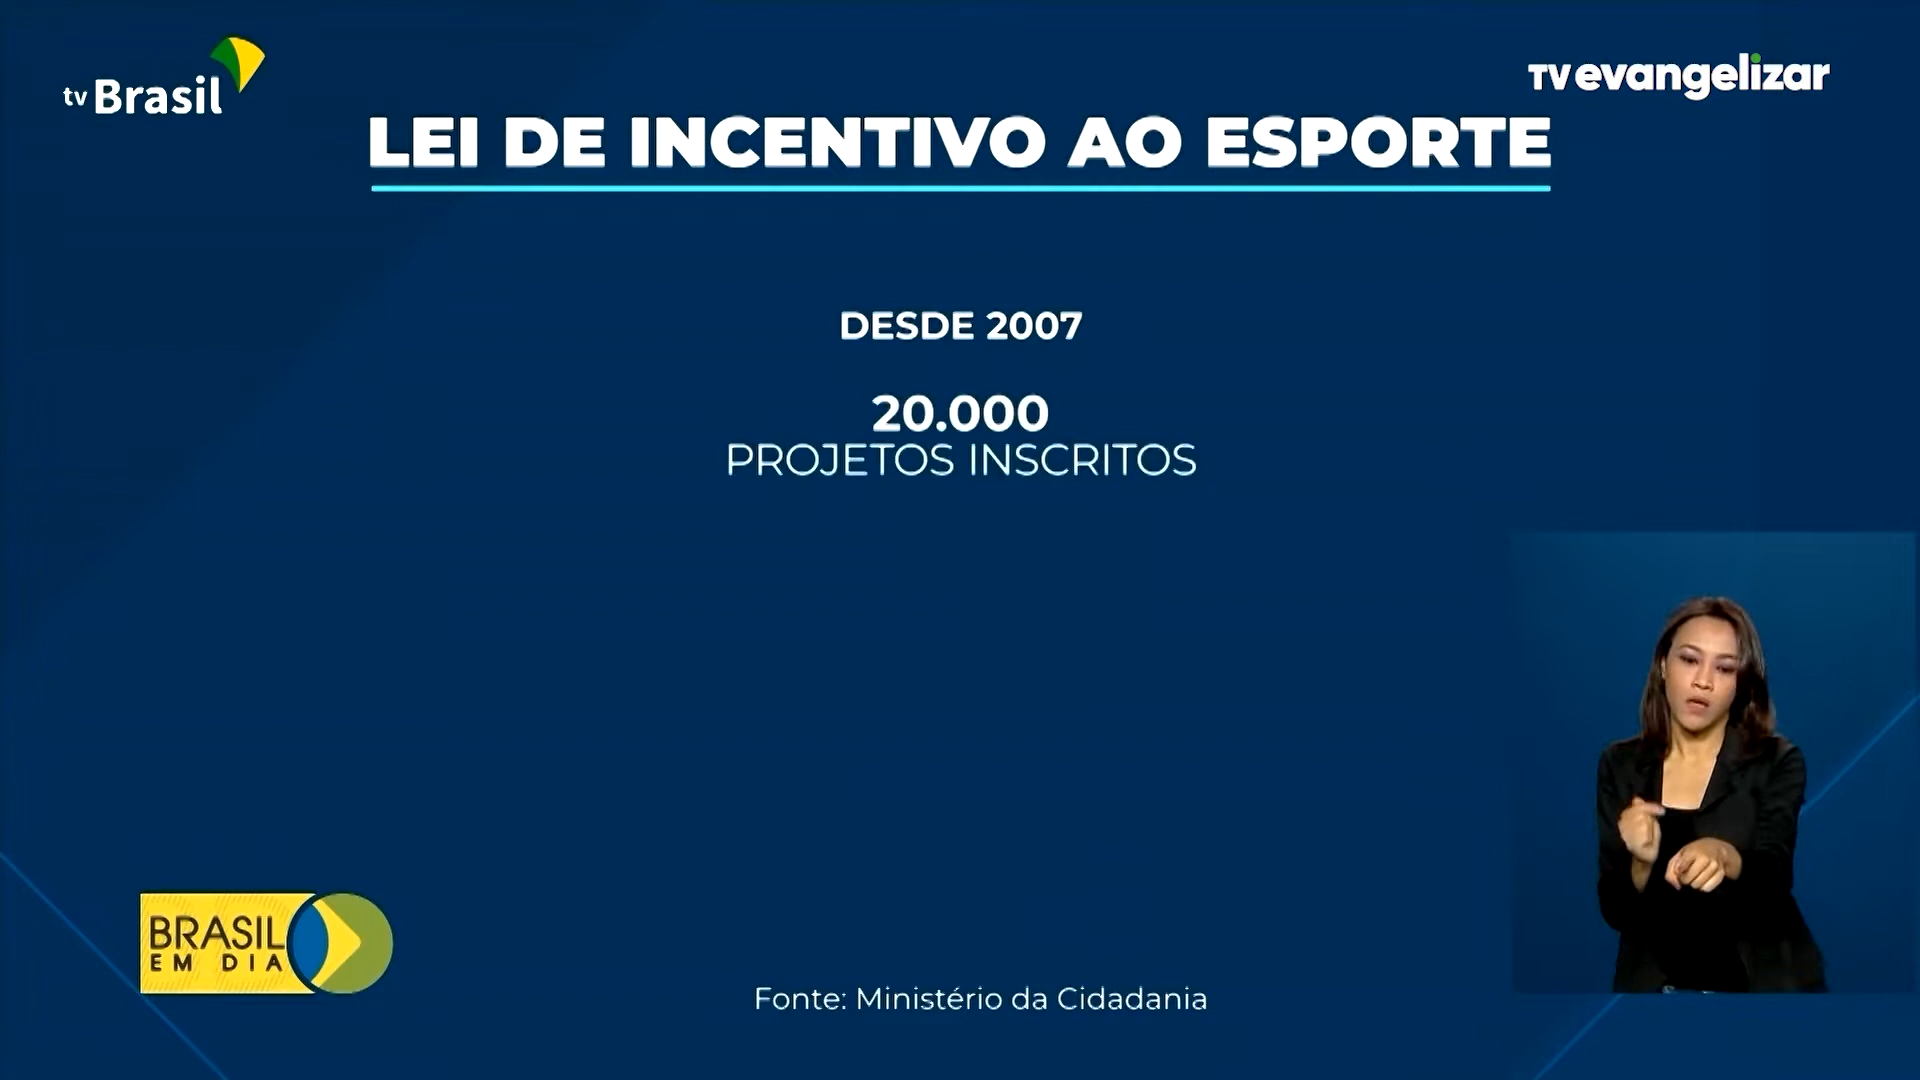 tv Brasil
TV evangelizar
LEI DE INCENTIVO AO ESPORTE
DESDE 2007
20.000
PROJETOS INSCRITOS
BRASIL
EM DIA
Fonte: Ministério da Cidadania